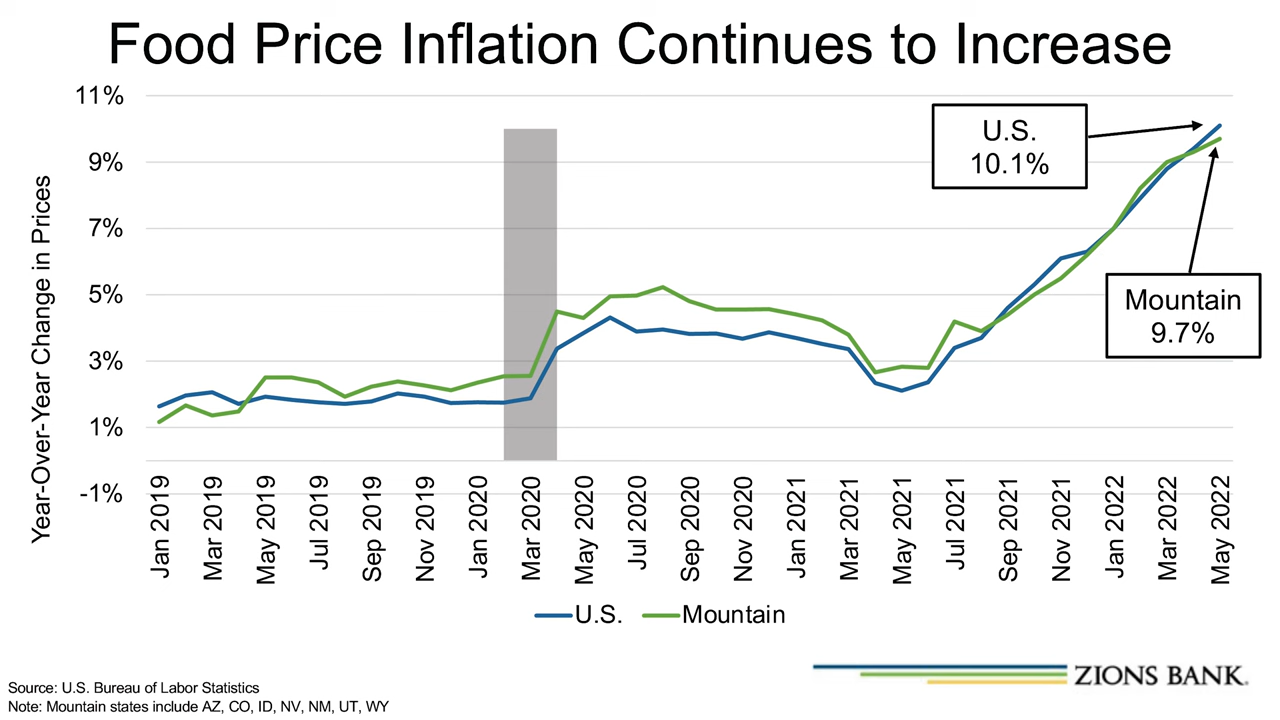 Food Price Inflation Continues to Increase
Year-Over-Year Change in Prices
11%
9%
7%
5%
3%
1%
-1%
U.S.
10.1%
Mountain
9.7%
Jan 2019
Mar 2019
May 2019
Jul 2019
Sep 2019
Nov 2019
Jan 2020
Mar 2020
May 2020
Jul 2020
Sep 2020
Nov 2020
Jan 2021
Mar 2021
May 2021
Jul 2021
Sep 2021
Nov 2021
Jan 2022
Mar 2022
May 2022
U.S. Mountain
ZIONS BANK.
Source: U.S. Bureau of Labor Statistics
Note: Mountain states include AZ, CO, ID, NV, NM, UT, WY